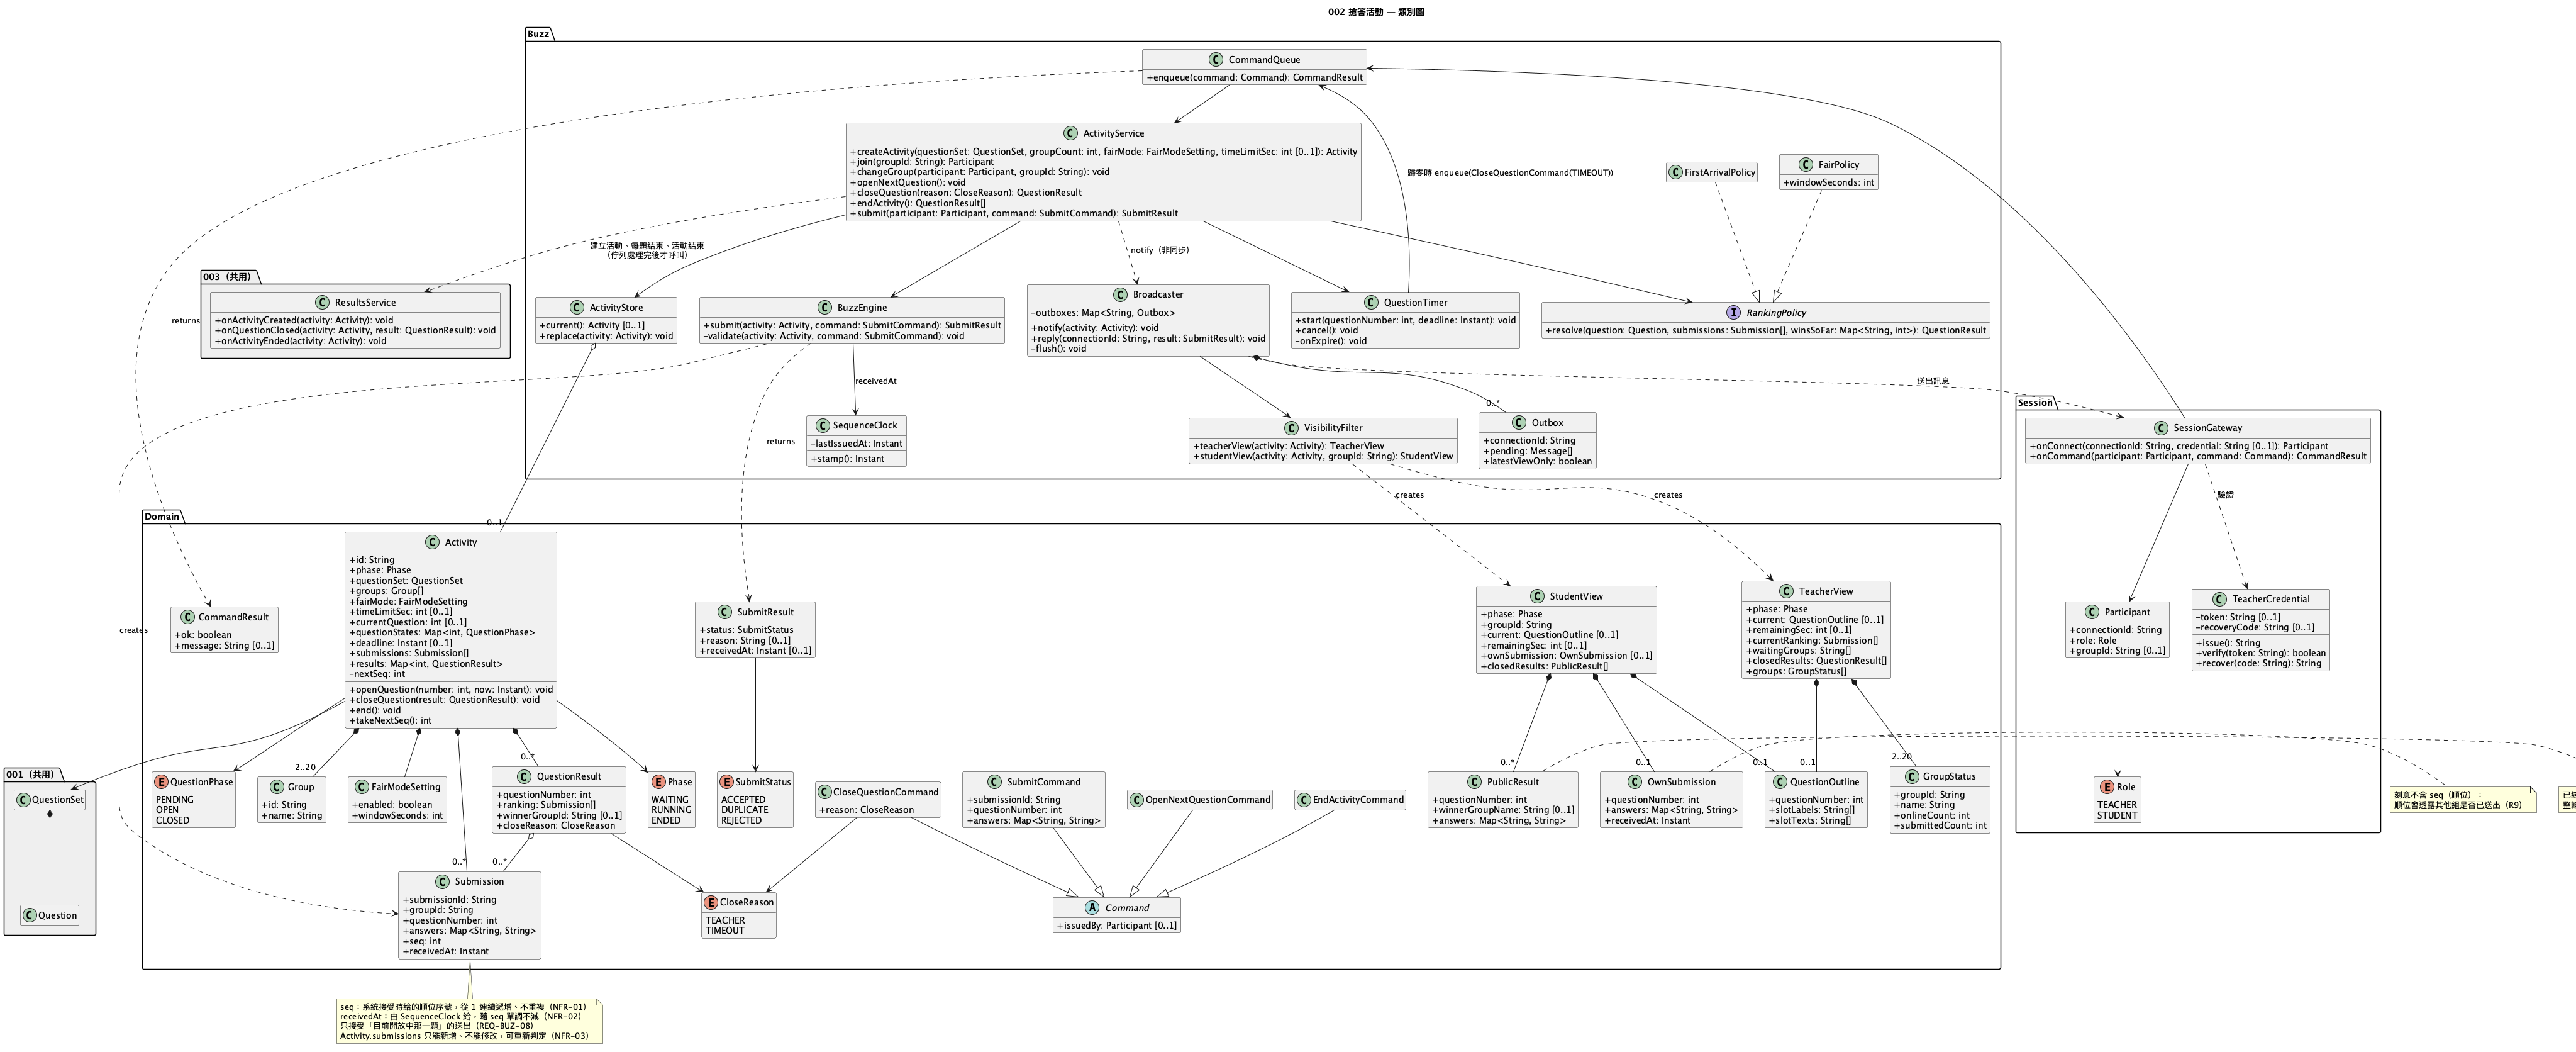 002 搶答活動 — 類別圖
Buzz
CommandQueue
+enqueue(command: Command): CommandResult
ActivityService
+createActivity(questionSet: QuestionSet, groupCount: int, fairMode: FairModeSetting, timeLimitSec: int [0..1]): Activity
+join(groupId: String): Participant
+changeGroup(participant: Participant, groupId: String): void
+openNextQuestion(): void
+closeQuestion(reason: CloseReason): QuestionResult
+endActivity(): QuestionResult[]
+submit(participant: Participant, command: SubmitCommand): SubmitResult
歸零時 enqueue(CloseQuestionCommand(TIMEOUT))
FirstArrivalPolicy
FairPolicy
+windowSeconds: int
建立活動、每題結束、活動結束
(佇列處理完後才呼叫)
notify（非同步）
003（共用）
ResultsService
+onActivityCreated(activity: Activity): void
+onQuestionClosed(activity: Activity, result: QuestionResult): void
+onActivityEnded(activity: Activity): void
returns
ActivityStore
+current(): Activity [0..1]
+replace(activity: Activity): void
BuzzEngine
+submit(activity: Activity, command: SubmitCommand): SubmitResult
-validate(activity: Activity, command: SubmitCommand): void
Broadcaster
-outboxes: Map<String, Outbox>
+notify(activity: Activity): void
+reply(connectionId: String, result: SubmitResult): void
-flush(): void
QuestionTimer
+start(questionNumber: int, deadline: Instant): void
+cancel(): void
-onExpire(): void
RankingPolicy
+resolve(question: Question, submissions: Submission[], winsSoFar: Map<String, int>): QuestionResult
receivedAt
送出訊息
returns
SequenceClock
-lastIssuedAt: Instant
+stamp(): Instant
VisibilityFilter
+teacherView(activity: Activity): TeacherView
+studentView(activity: Activity, groupId: String): StudentView
0..*
Outbox
+connectionId: String
+pending: Message[]
+latestViewOnly: boolean
Session
SessionGateway
+onConnect(connectionId: String, credential: String [0..1]): Participant
+onCommand(participant: Participant, command: Command): CommandResult
creates
creates
驗證
Domain
0..1
Activity
+id: String
+phase: Phase
+questionSet: QuestionSet
+groups: Group[]
+fairMode: FairModeSetting
+timeLimitSec: int [0..1]
+currentQuestion: int [0..1]
+questionStates: Map<int, QuestionPhase>
+deadline: Instant [0..1]
+submissions: Submission[]
+results: Map<int, QuestionResult>
-nextSeq: int
+openQuestion(number: int, now: Instant): void
+closeQuestion(result: QuestionResult): void
+end(): void
+takeNextSeq(): int
CommandResult
+ok: boolean
+message: String [0..1]
creates
SubmitResult
+status: SubmitStatus
+reason: String [0..1]
+receivedAt: Instant [0..1]
StudentView
+phase: Phase
+groupId: String
+current: QuestionOutline [0..1]
+remainingSec: int [0..1]
+ownSubmission: OwnSubmission [0..1]
+closedResults: PublicResult[]
TeacherView
+phase: Phase
+current: QuestionOutline [0..1]
+remainingSec: int [0..1]
+currentRanking: Submission[]
+waitingGroups: String[]
+closedResults: QuestionResult[]
+groups: GroupStatus[]
Participant
+connectionId: String
+role: Role
+groupId: String [0..1]
TeacherCredential
-token: String [0..1]
-recoveryCode: String [0..1]
+issue(): String
+verify(token: String): boolean
+recover(code: String): String
001（共用）
QuestionSet
Question
QuestionPhase
PENDING
OPEN
CLOSED
2..20
Group
+id: String
+name: String
FairModeSetting
+enabled: boolean
+windowSeconds: int
0..*
QuestionResult
+questionNumber: int
+ranking: Submission[]
+winnerGroupId: String [0..1]
+closeReason: CloseReason
Phase
WAITING
RUNNING
ENDED
SubmitStatus
ACCEPTED
DUPLICATE
REJECTED
CloseQuestionCommand
+reason: CloseReason
SubmitCommand
+submissionId: String
+questionNumber: int
+answers: Map<String, String>
OpenNextQuestionCommand
EndActivityCommand
0..*
PublicResult
+questionNumber: int
+winnerGroupName: String [0..1]
+answers: Map<String, String>
0..1
OwnSubmission
+questionNumber: int
+answers: Map<String, String>
+receivedAt: Instant
0..1
0..1
QuestionOutline
+questionNumber: int
+slotLabels: String[]
+slotTexts: String[]
2..20
GroupStatus
+groupId: String
+name: String
+onlineCount: int
+submittedCount: int
Role
TEACHER
STUDENT
刻意不含 seq（順位）：
順位會透露其他組是否已送出（R9）
0..*
0..*
Submission
+submissionId: String
+groupId: String
+questionNumber: int
+answers: Map<String, String>
+seq: int
+receivedAt: Instant
CloseReason
TEACHER
TIMEOUT
Command
+issuedBy: Participant [0..1]
seq：系統接受時給的順位序號，從 1 連續遞增、不重複（NFR-01）
receivedAt：由 SequenceClock 給，隨 seq 單調不減（NFR-02）
只接受「目前開放中那一題」的送出（REQ-BUZ-08）
Activity.submissions 只能新增、不能修改，可重新判定（NFR-03）